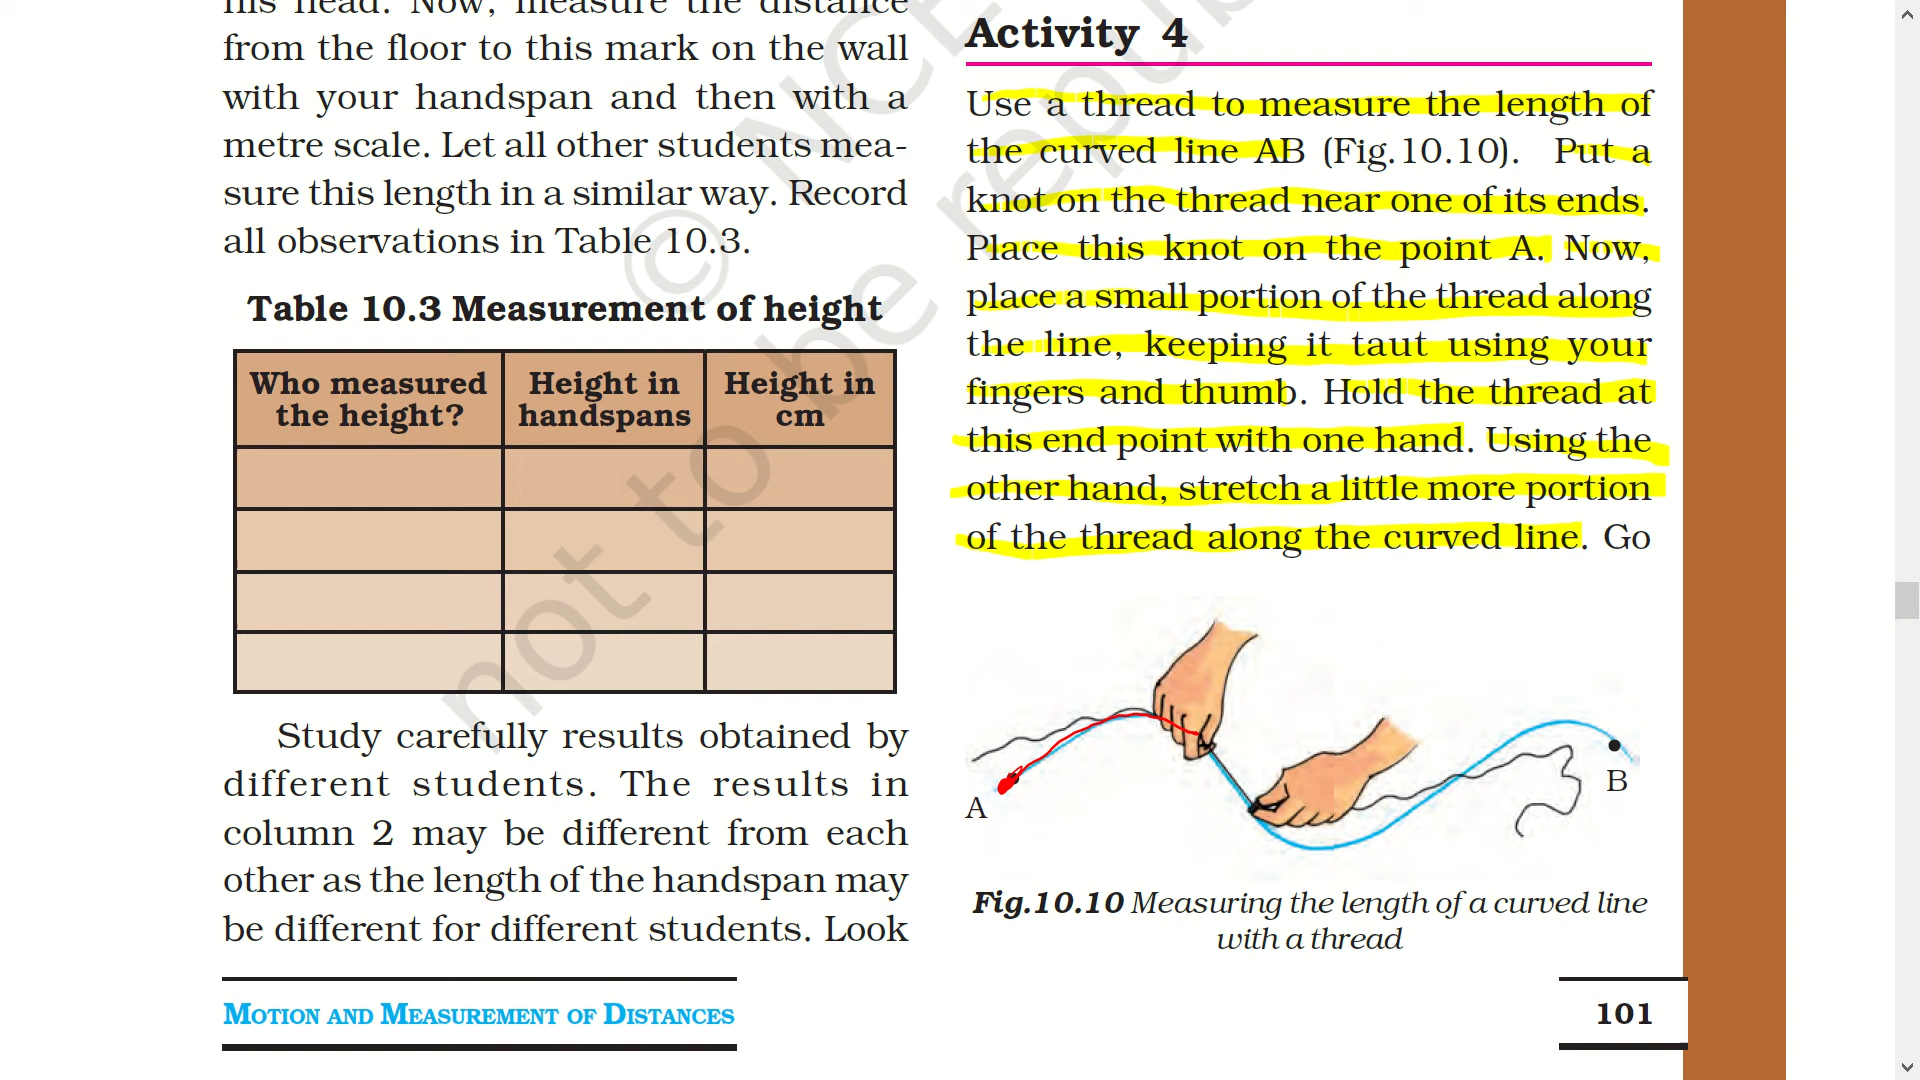 his head. Now, measure the distance
from the floor to this mark on the wall
with your handspan and then with a
metre scale. Let all other students mea-
sure this length in a similar way. Record
all observations in Table 10.3.
Table 10.3 Measurement of height
Who measured
the height?
Height in
handspans
Height in
cm
Study carefully results obtained by
different students. The results in
column 2 may be different from each
other as the length of the handspan may
be different for different students. Look
MOTION AND MEASUREMENT OF DISTANCES
Activity 4
Use a thread to measure the length of
the curved line AB (Fig.10.10). Put a
knot on the thread near one of its ends.
Place this knot on the point A. Now,
place a small portion of the thread along
the line, keeping it taut using your
fingers and thumb. Hold the thread at
this end point with one hand. Using the
other hand, stretch a little more portion
of the thread along the curved line. Go
A
B
Fig.10.10 Measuring the length of a curved line
with a thread
101
© NCE
not to be repub